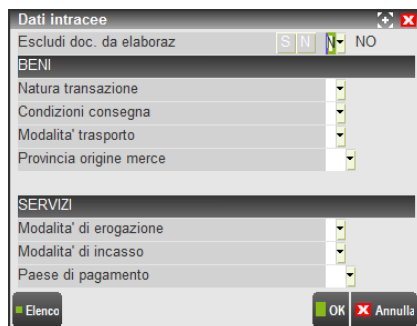 Dati intracee
Escludi doc. da elaboraz S N N NO
BENI
Natura transazione
Condizioni consegna
Modalita' trasporto
Provincia origine merce
SERVIZI
Modalita' di erogazione
Modalita' di incasso
Paese di pagamento
Elenco OK Annulla